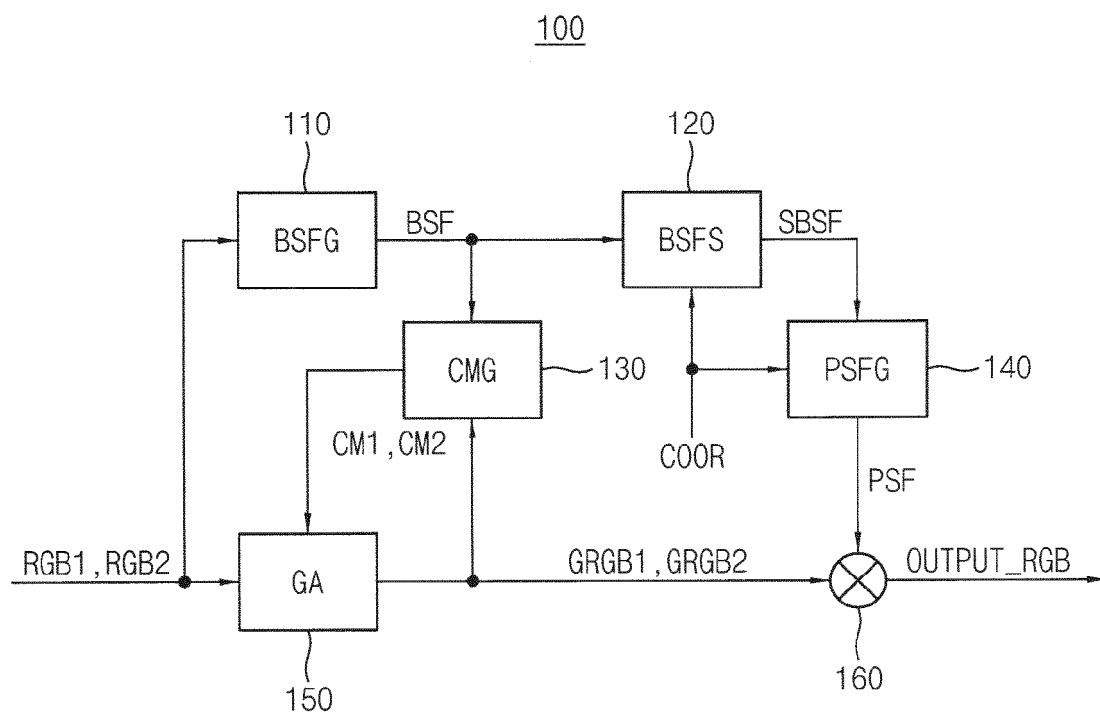 100
110
120
BSFG
BSF
BSFS
SBSF
CMG
130
PSFG
140
CM1,CM2
COOR
PSF
RGB1,RGB2
GA
GRGB1,GRGB2
OUTPUT_RGB
150
160